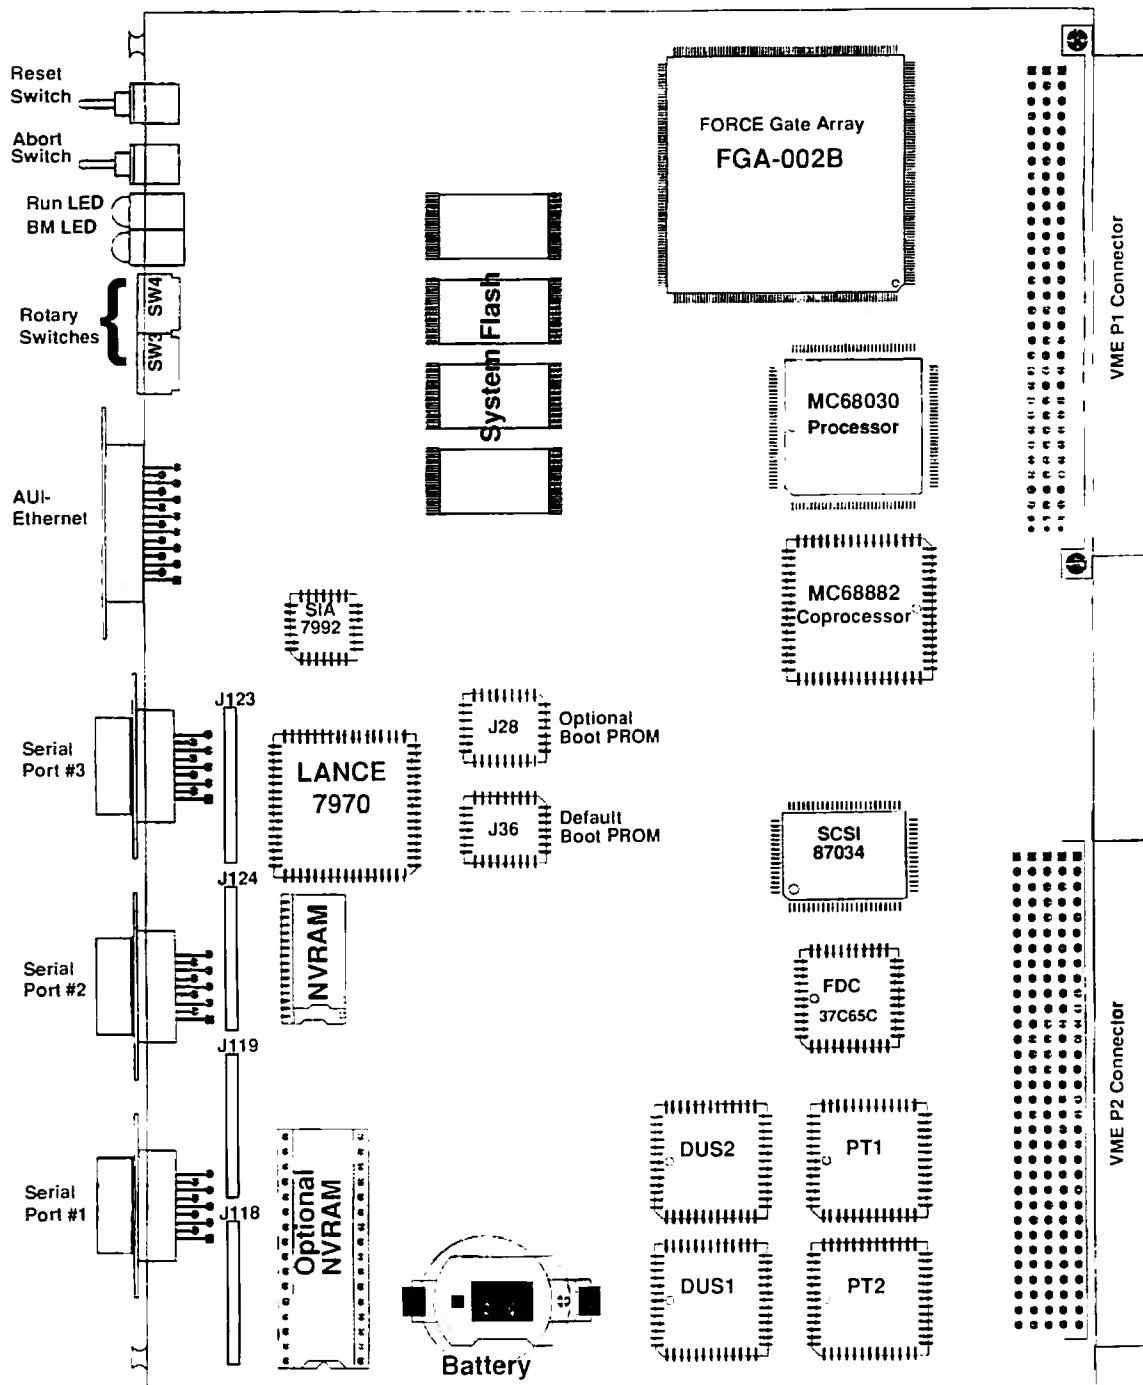 Reset
Switch
Abort
Switch
Run LED
BM LED
Rotary
Switches
SW4
SW3
AUI-
Ethernet
Serial
Port #3
Serial
Port #2
Serial
Port #1
J123
J124
J119
J118
FORCE Gate Array
FGA-002B
System Flash
MC68030
Processor
MC68882
Coprocessor
SIA
7992
LANCE
7970
J28
Optional
Boot PROM
J36
Default
Boot PROM
SCSI
87034
NVRAM
FDC
37C65C
Optional
NVRAM
DUS2
PT1
DUS1
PT2
Battery
VME P1 Connector
VME P2 Connector